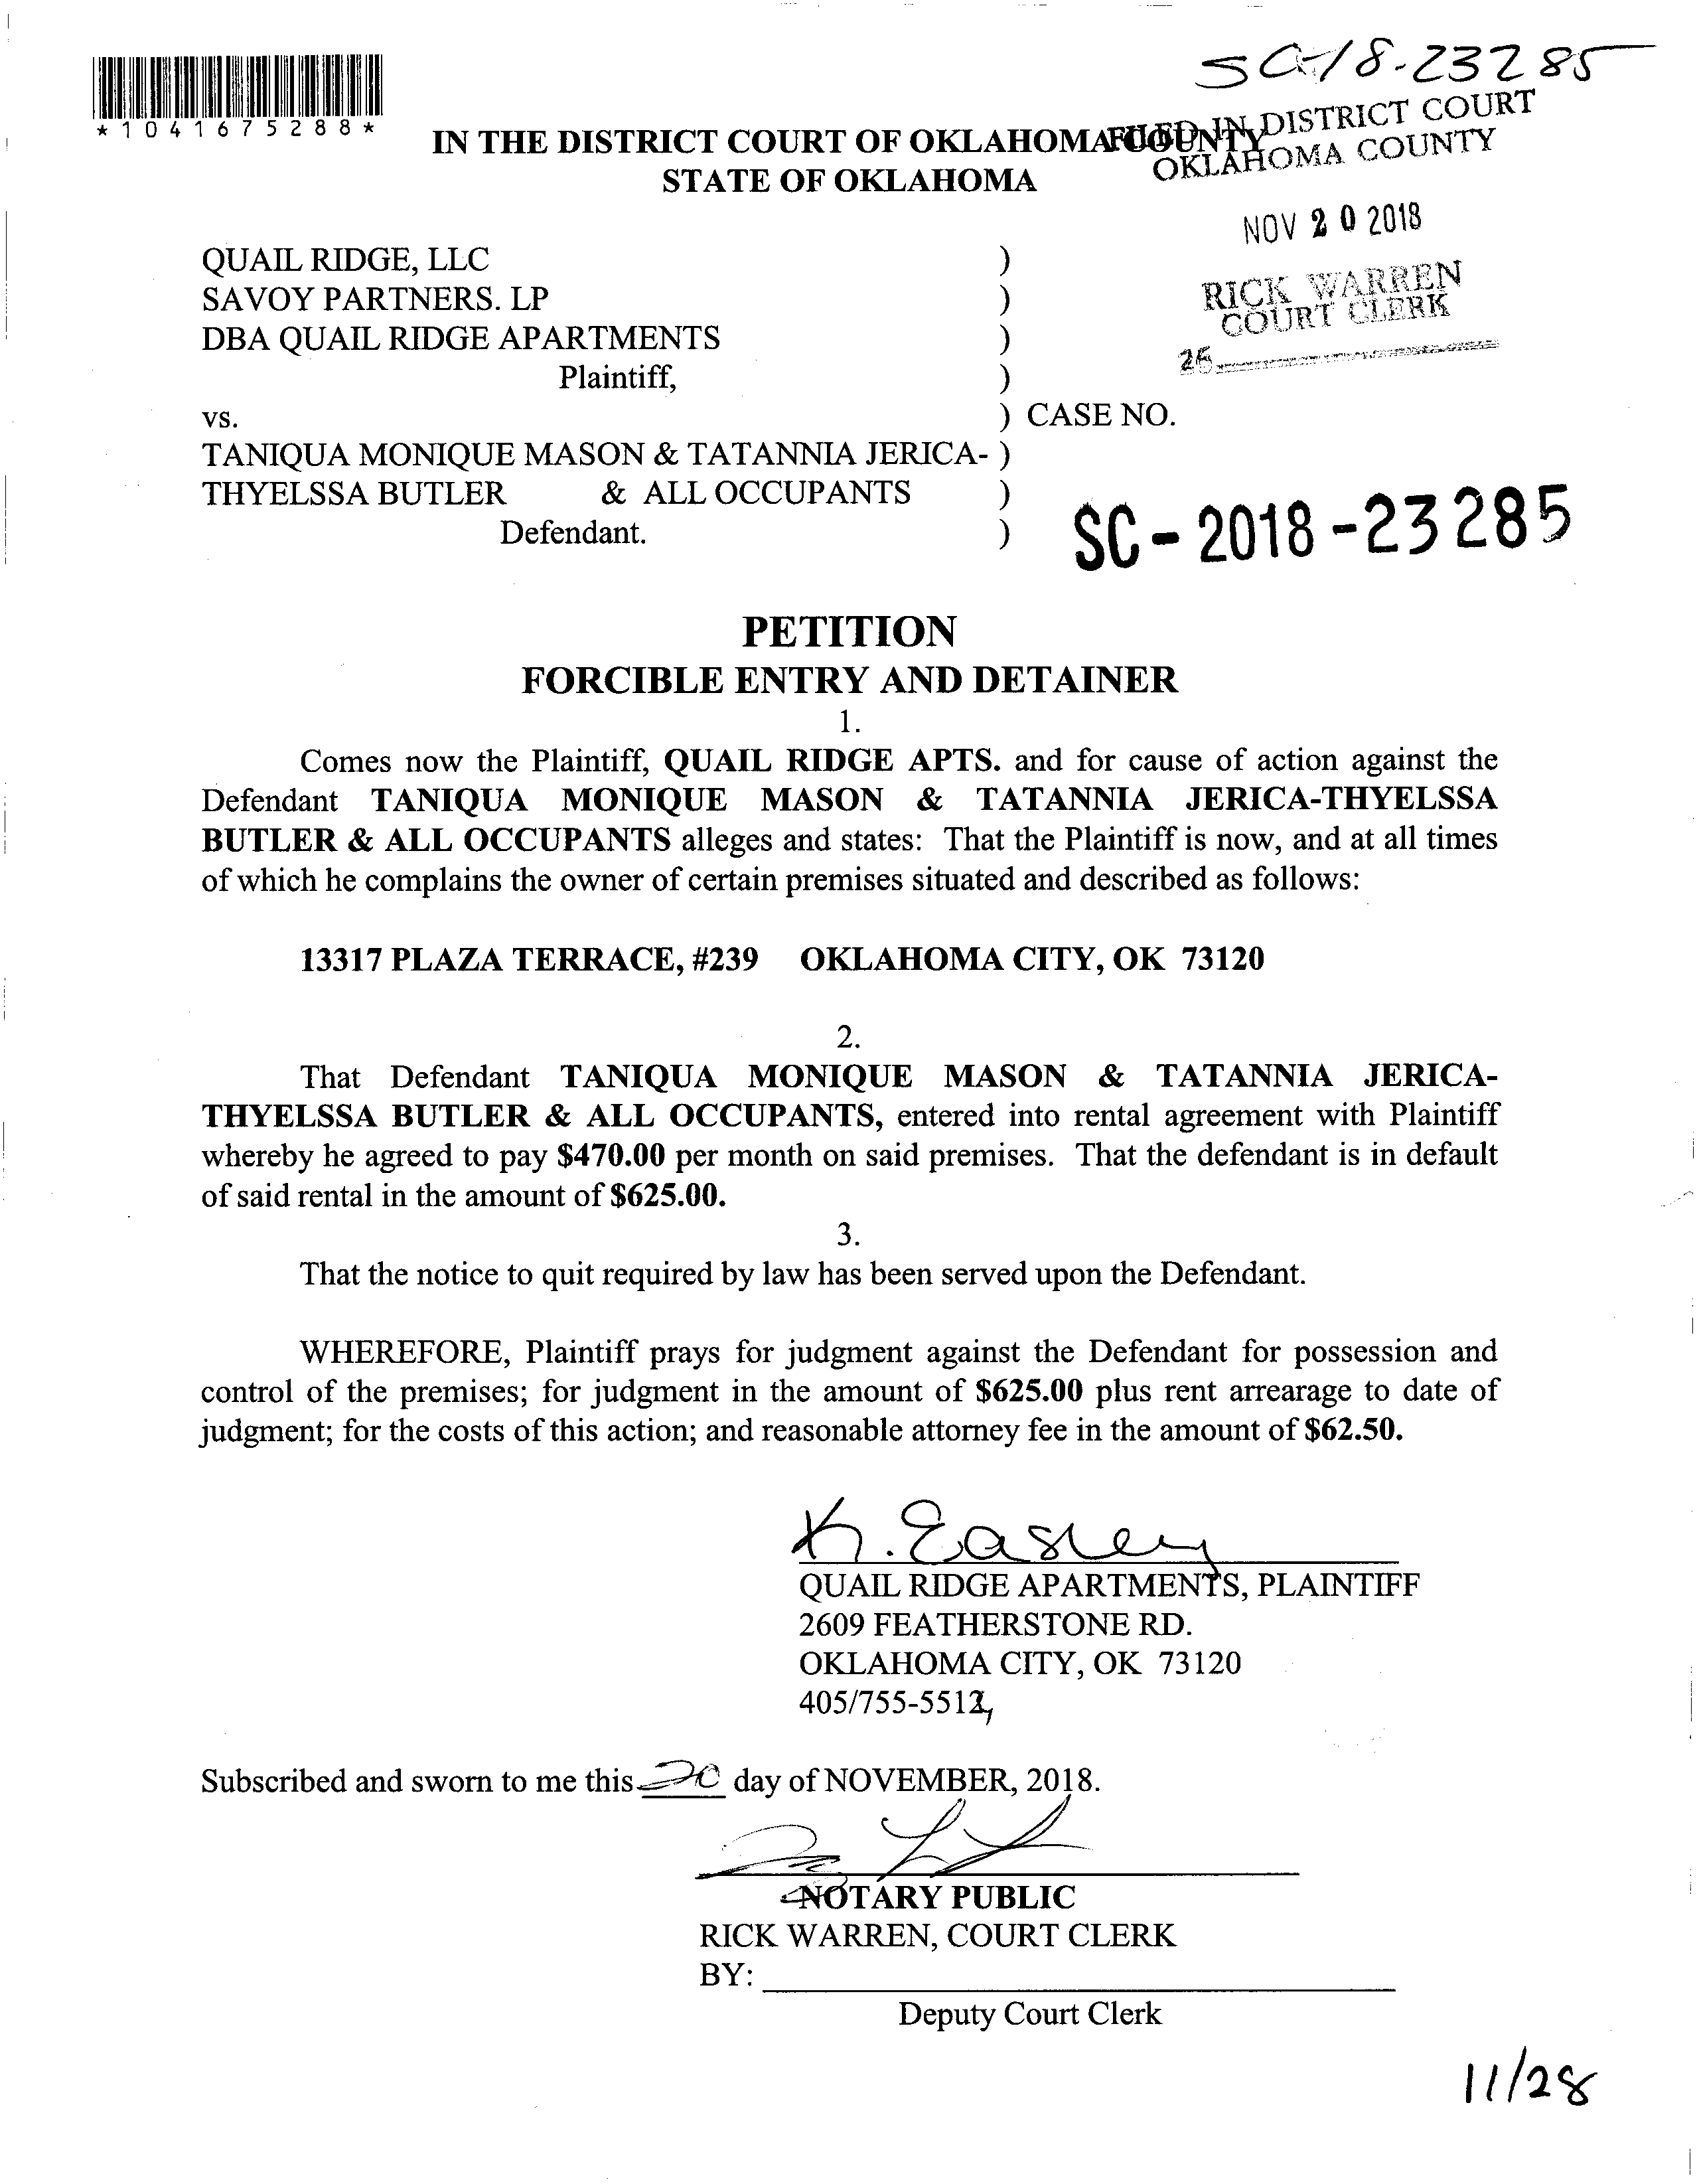 SC-18-23285
*1041675288*
IN THE DISTRICT COURT OF OKLAHOMA COUNTY
STATE OF OKLAHOMA
FILED IN DISTRICT COURT
OKLAHOMA COUNTY
NOV 20 2018
RICK WARREN
COURT CLERK
26
QUAIL RIDGE, LLC )
SAVOY PARTNERS. LP )
DBA QUAIL RIDGE APARTMENTS )
Plaintiff, )
vs. ) CASE NO.
TANIQUA MONIQUE MASON & TATANNIA JERICA- )
THYELSSA BUTLER & ALL OCCUPANTS )
Defendant. )
SC-2018-23285
PETITION
FORCIBLE ENTRY AND DETAINER
1.
Comes now the Plaintiff, QUAIL RIDGE APTS. and for cause of action against the
Defendant TANIQUA MONIQUE MASON & TATANNIA JERICA-THYELSSA
BUTLER & ALL OCCUPANTS alleges and states: That the Plaintiff is now, and at all times
of which he complains the owner of certain premises situated and described as follows:
13317 PLAZA TERRACE, #239 OKLAHOMA CITY, OK 73120
2.
That Defendant TANIQUA MONIQUE MASON & TATANNIA JERICA-
THYELSSA BUTLER & ALL OCCUPANTS, entered into rental agreement with Plaintiff
whereby he agreed to pay $470.00 per month on said premises. That the defendant is in default
of said rental in the amount of $625.00.
3.
That the notice to quit required by law has been served upon the Defendant.
WHEREFORE, Plaintiff prays for judgment against the Defendant for possession and
control of the premises; for judgment in the amount of $625.00 plus rent arrearage to date of
judgment; for the costs of this action; and reasonable attorney fee in the amount of $62.50.
K. Easley
QUAIL RIDGE APARTMENTS, PLAINTIFF
2609 FEATHERSTONE RD.
OKLAHOMA CITY, OK 73120
405/755-5512
Subscribed and sworn to me this 20 day of NOVEMBER, 2018.
NOTARY PUBLIC
RICK WARREN, COURT CLERK
BY:
Deputy Court Clerk
11/28